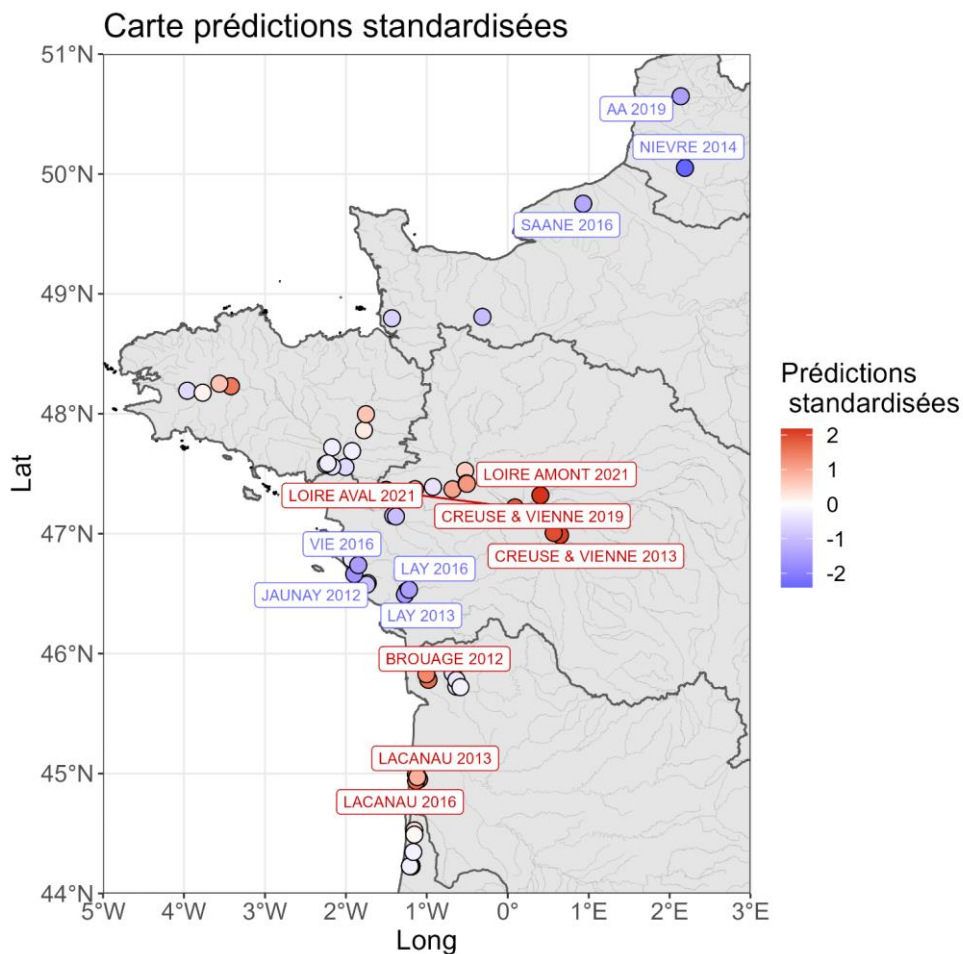 Carte prédictions standardisées
51°N
AA 2019
NIEVRE 2014
50°N
SAANE 2016
49°N
Prédictions
standardisées
48°N
2
Lat
LOIRE AMONT 2021
LOIRE AVAL 2021
1
CREUSE & VIENNE 2019
0
47°N
CREUSE & VIENNE 2013
VIE 2016
-1
LAY 2016
-2
JAUNAY 2012
LAY 2013
46°N
BROUAGE 2012
45°N
LACANAU 2013
LACANAU 2016
44°N
5°W 4°W 3°W 2°W 1°W 0° 1°E 2°E 3°E
Long